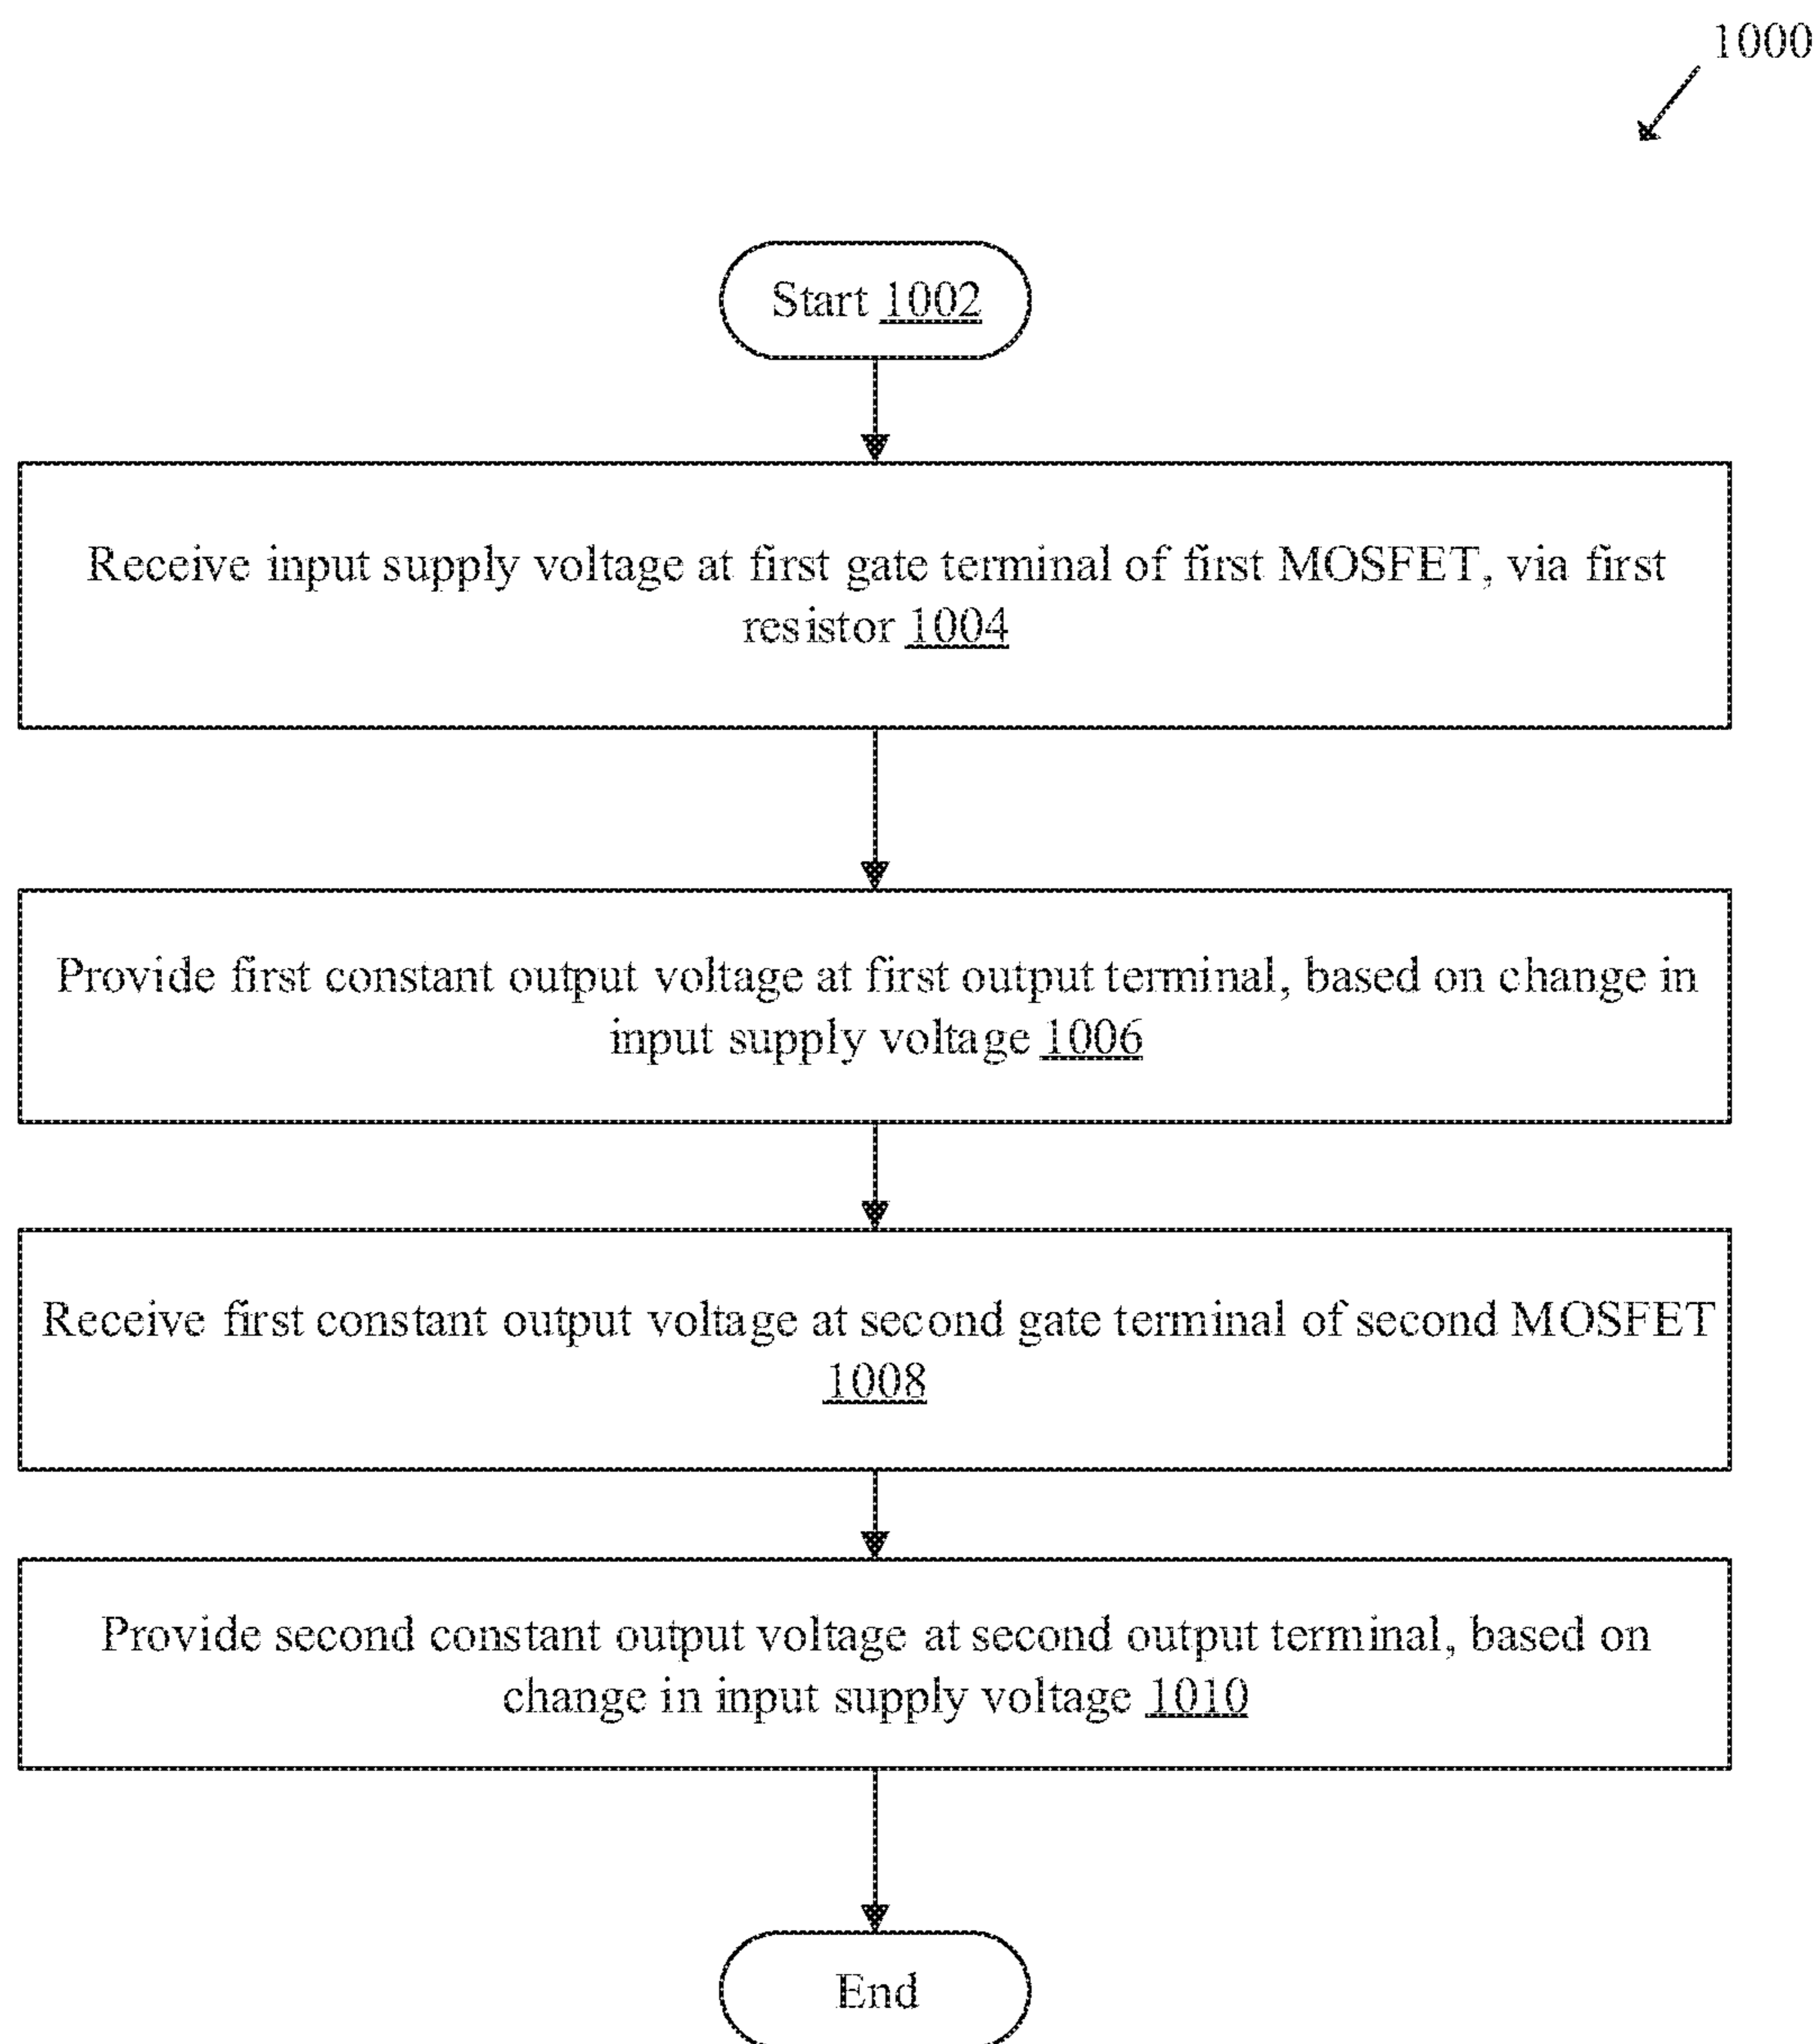 1000
Start 1002
Receive input supply voltage at first gate terminal of first MOSFET, via first
resistor 1004
Provide first constant output voltage at first output terminal, based on change in
input supply voltage 1006
Receive first constant output voltage at second gate terminal of second MOSFET
1008
Provide second constant output voltage at second output terminal, based on
change in input supply voltage 1010
End